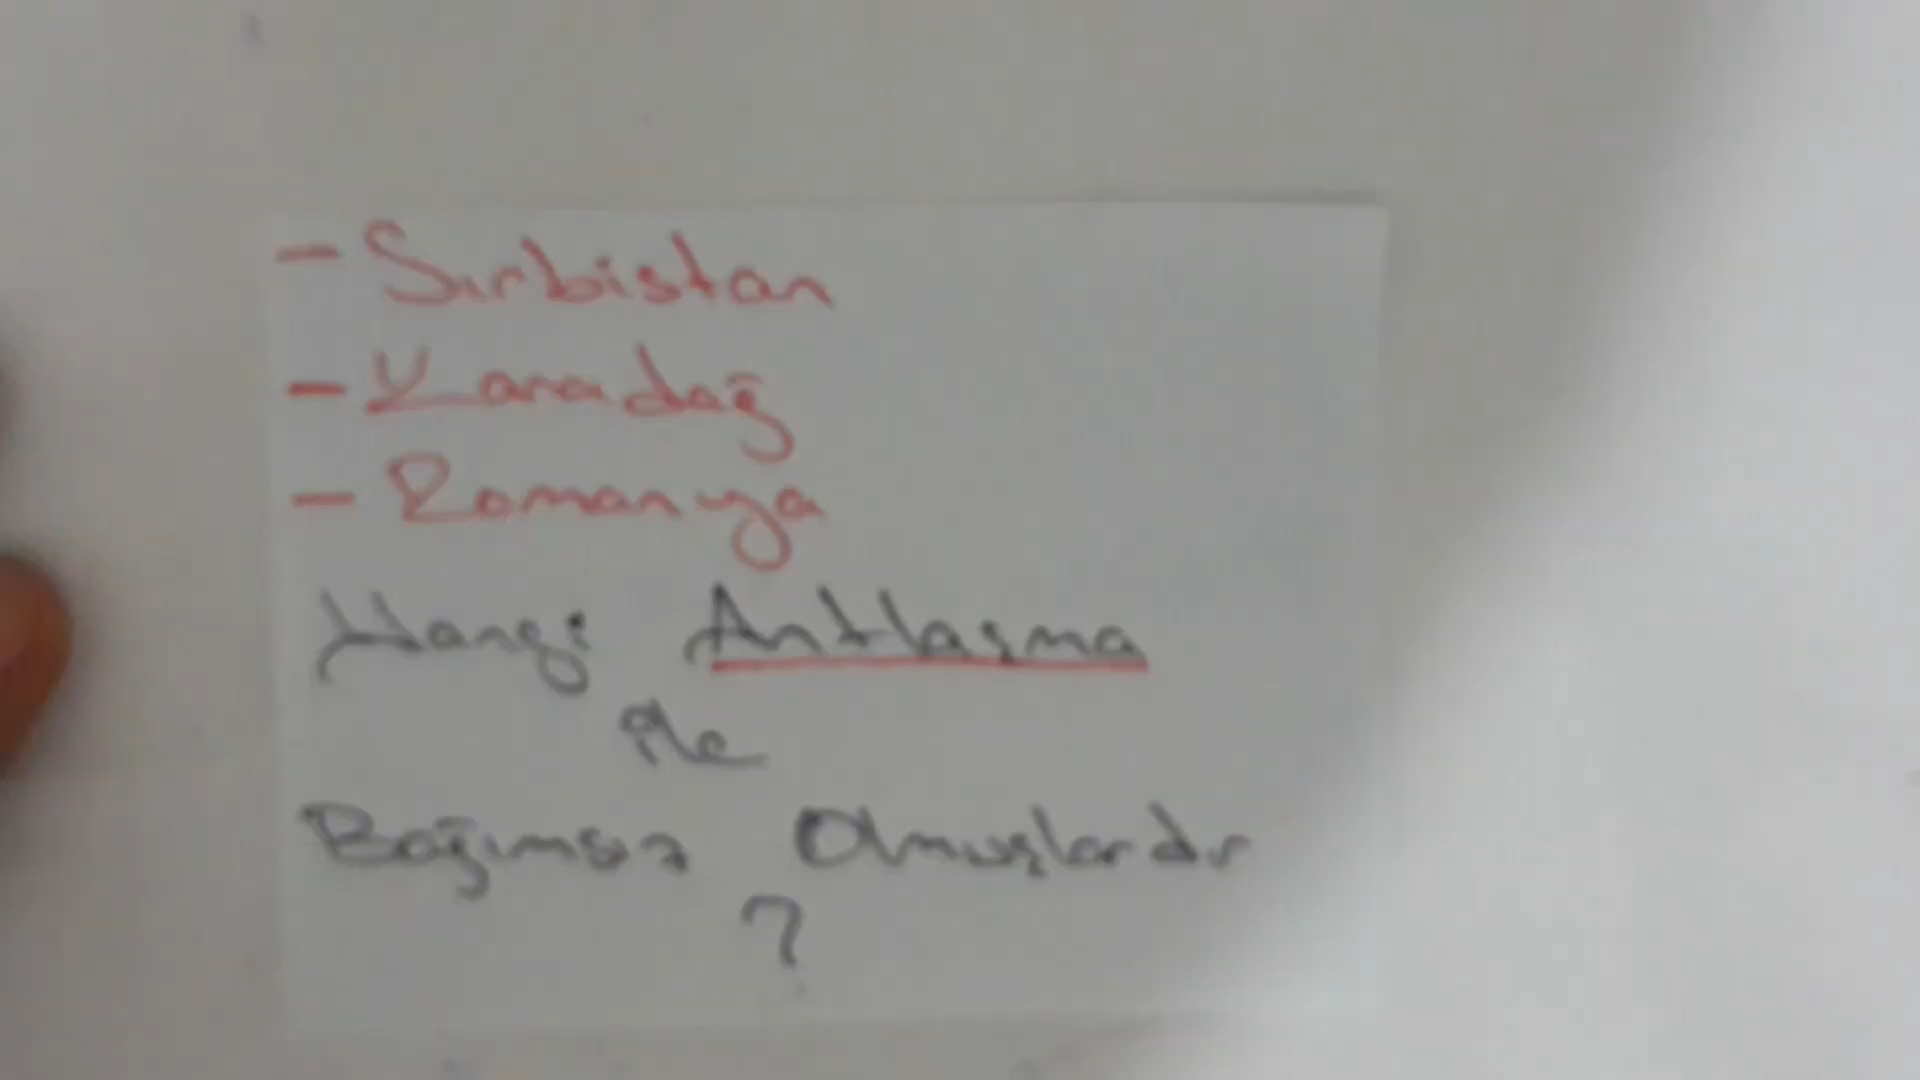 - Sırbistan
- Karadağ
- Romanya
Hangi Antlaşma
ile
Bağımsız Olmuşlardır
?